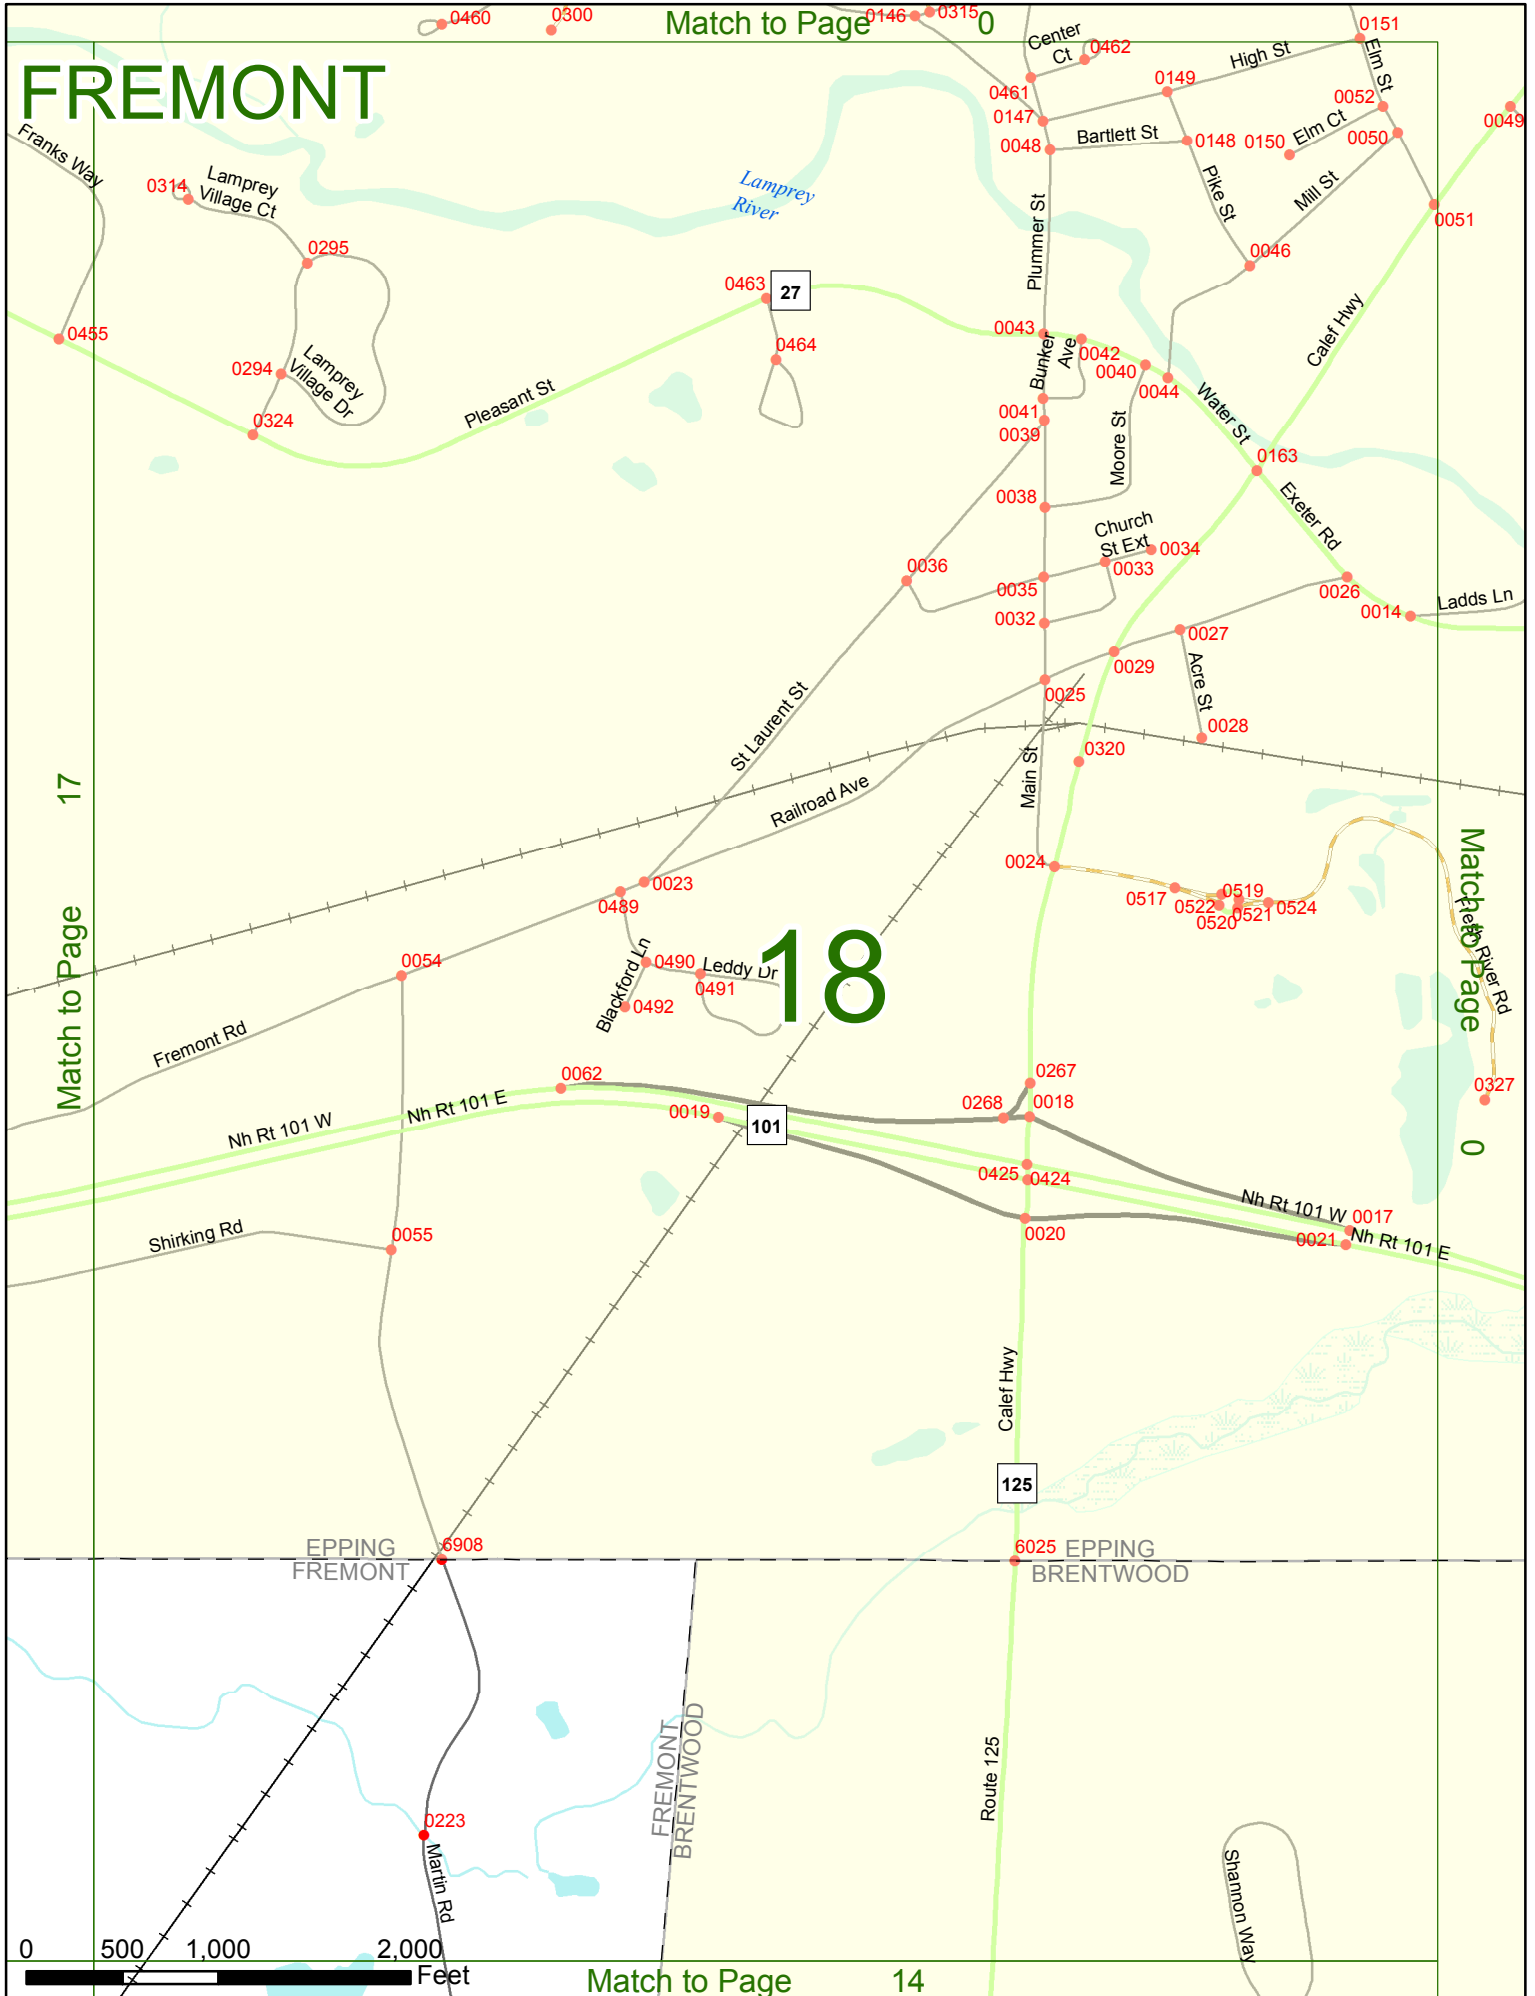 0460
0300
Match to Page 0
0146
0315
0151
FREMONT
Center
Ct
0462
High St
Elm St
0461
0149
0052
0147
0049
0048
Bartlett St
0148
0150
Elm Ct
0050
Franks Way
0314
Lamprey
Village Ct
Lamprey
River
Pike St
Mill St
0051
Plummer St
0295
0046
0463
27
0455
0043
Bunker
Ave
0042
0040
0044
Calef Hwy
0464
0294
Lamprey
Village Dr
Pleasant St
0041
0039
Moore St
Water St
0324
0163
0038
Exeter Rd
Church
St Ext
0034
0033
0036
0035
0026
0032
0014
Ladds Ln
0027
0029
Acre St
0025
St Laurent St
0028
0320
Main St
Railroad Ave
17
Match to Page
0024
0023
0489
0517
0519
0522
0521
0524
0520
Match to Page
0
River Rd
18
0054
0490
Leddy Dr
0491
Blackford Ln
0492
Fremont Rd
0062
0267
0327
0019
101
0268
0018
Nh Rt 101 W
Nh Rt 101 E
0425
0424
Nh Rt 101 W
0017
0020
0021
Nh Rt 101 E
Shirking Rd
0055
Calef Hwy
125
EPPING
FREMONT
6908
6025
EPPING
BRENTWOOD
FREMONT
BRENTWOOD
Route 125
0223
Martin Rd
Shannon Way
0 500 1,000 2,000
Feet
Match to Page 14